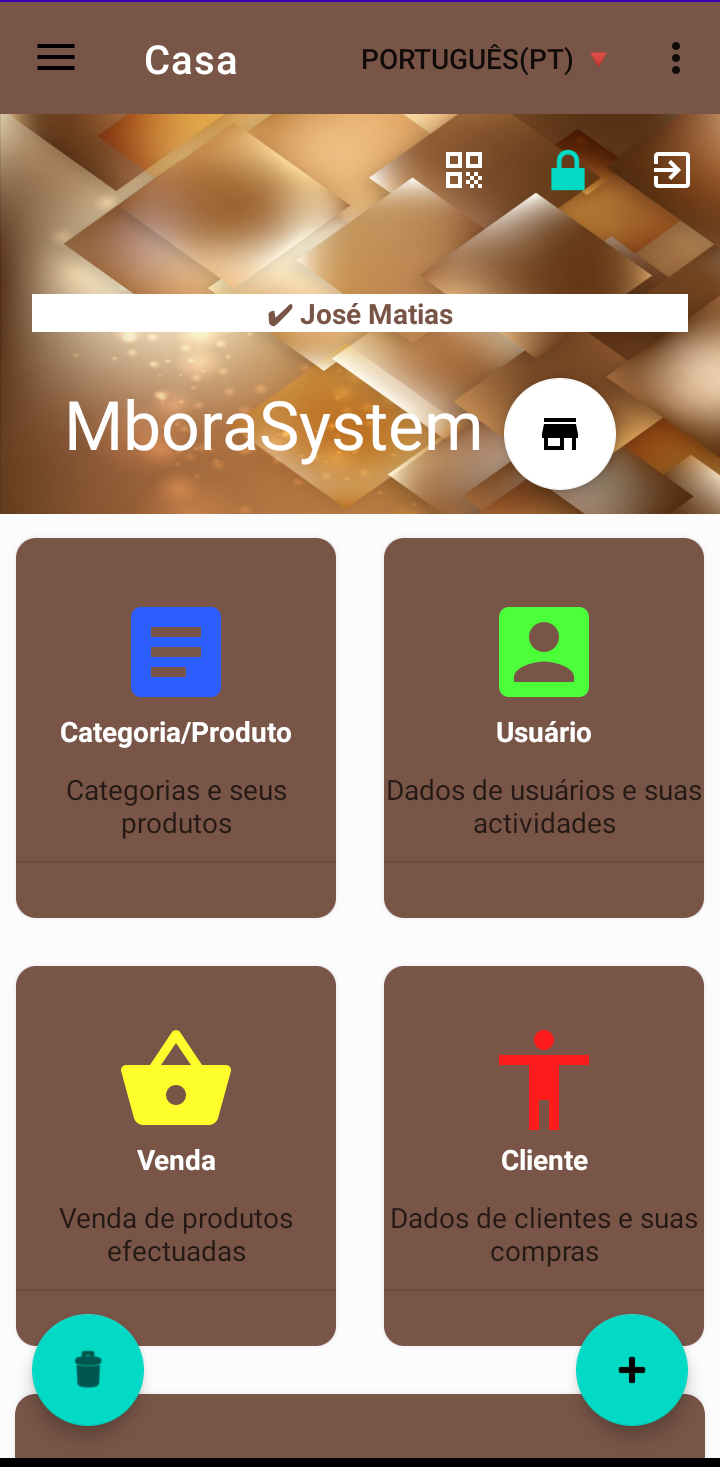 Casa
PORTUGUÊS(PT)
✔ José Matias
MboraSystem
Categoria/Produto
Categorias e seus
produtos
Usuário
Dados de usuários e suas
actividades
Venda
Venda de produtos
efectuadas
Cliente
Dados de clientes e suas
compras